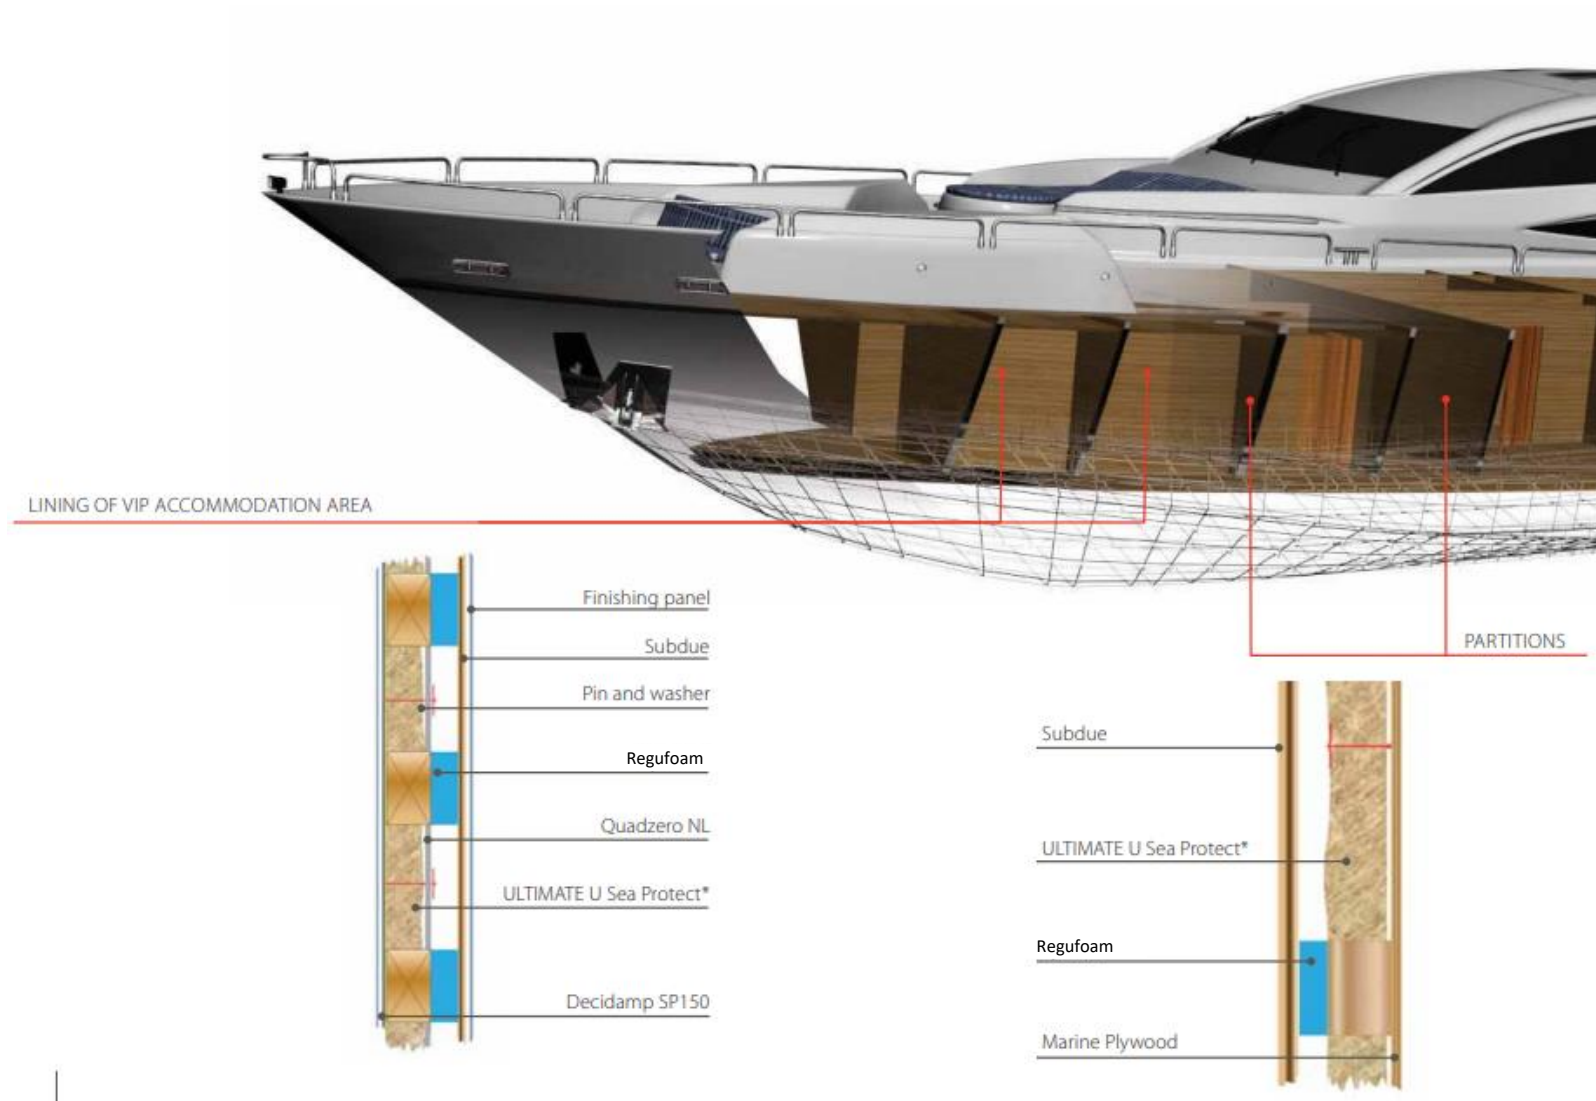 LINING OF VIP ACCOMMODATION AREA
Finishing panel
Subdue
Pin and washer
Regufoam
Quadzero NL
ULTIMATE U Sea Protect*
Decidamp SP150
PARTITIONS
Subdue
ULTIMATE U Sea Protect*
Regufoam
Marine Plywood